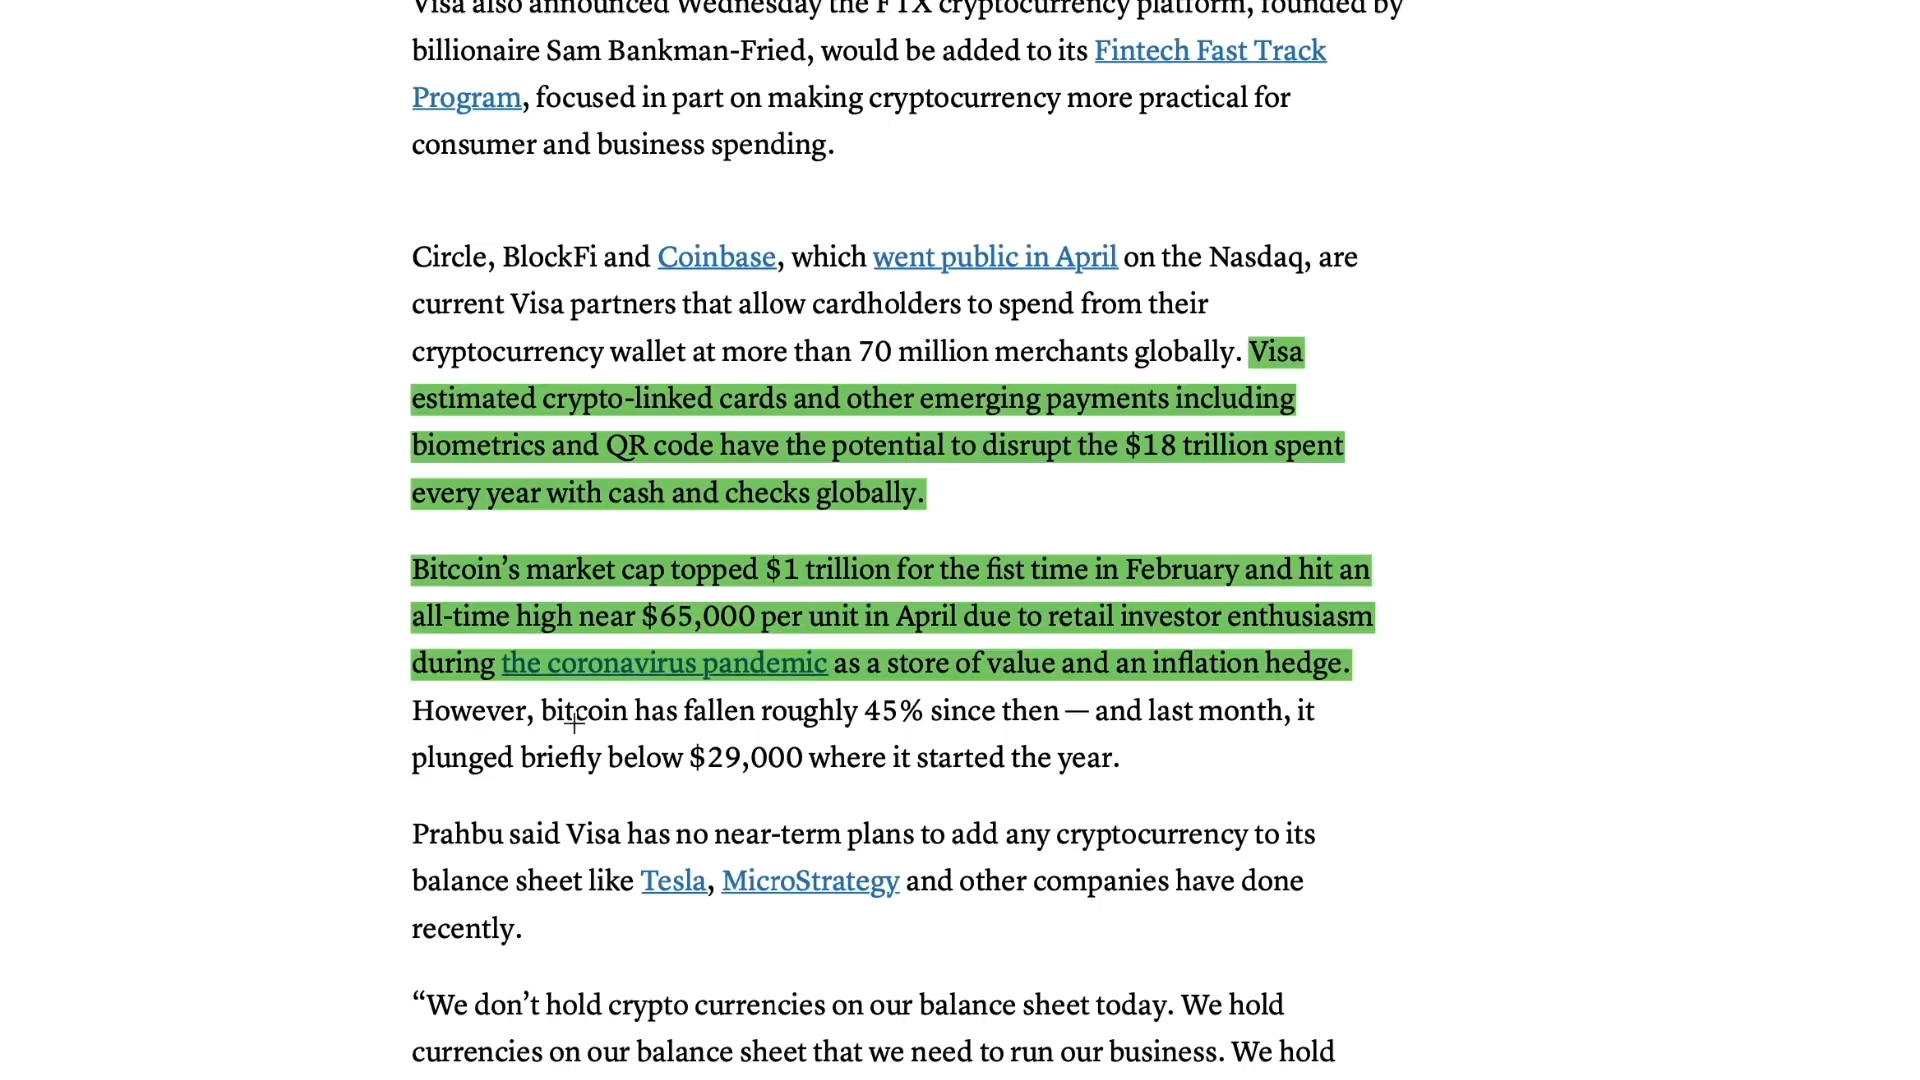 Visa also announced Wednesday the FTX cryptocurrency platform, founded by
billionaire Sam Bankman-Fried, would be added to its Fintech Fast Track
Program, focused in part on making cryptocurrency more practical for
consumer and business spending.
Circle, BlockFi and Coinbase, which went public in April on the Nasdaq, are
current Visa partners that allow cardholders to spend from their
cryptocurrency wallet at more than 70 million merchants globally. Visa
estimated crypto-linked cards and other emerging payments including
biometrics and QR code have the potential to disrupt the $18 trillion spent
every year with cash and checks globally.
Bitcoin’s market cap topped $1 trillion for the fist time in February and hit an
all-time high near $65,000 per unit in April due to retail investor enthusiasm
during the coronavirus pandemic as a store of value and an inflation hedge.
However, bitcoin has fallen roughly 45% since then — and last month, it
plunged briefly below $29,000 where it started the year.
Prahbu said Visa has no near-term plans to add any cryptocurrency to its
balance sheet like Tesla, MicroStrategy and other companies have done
recently.
“We don’t hold crypto currencies on our balance sheet today. We hold
currencies on our balance sheet that we need to run our business. We hold